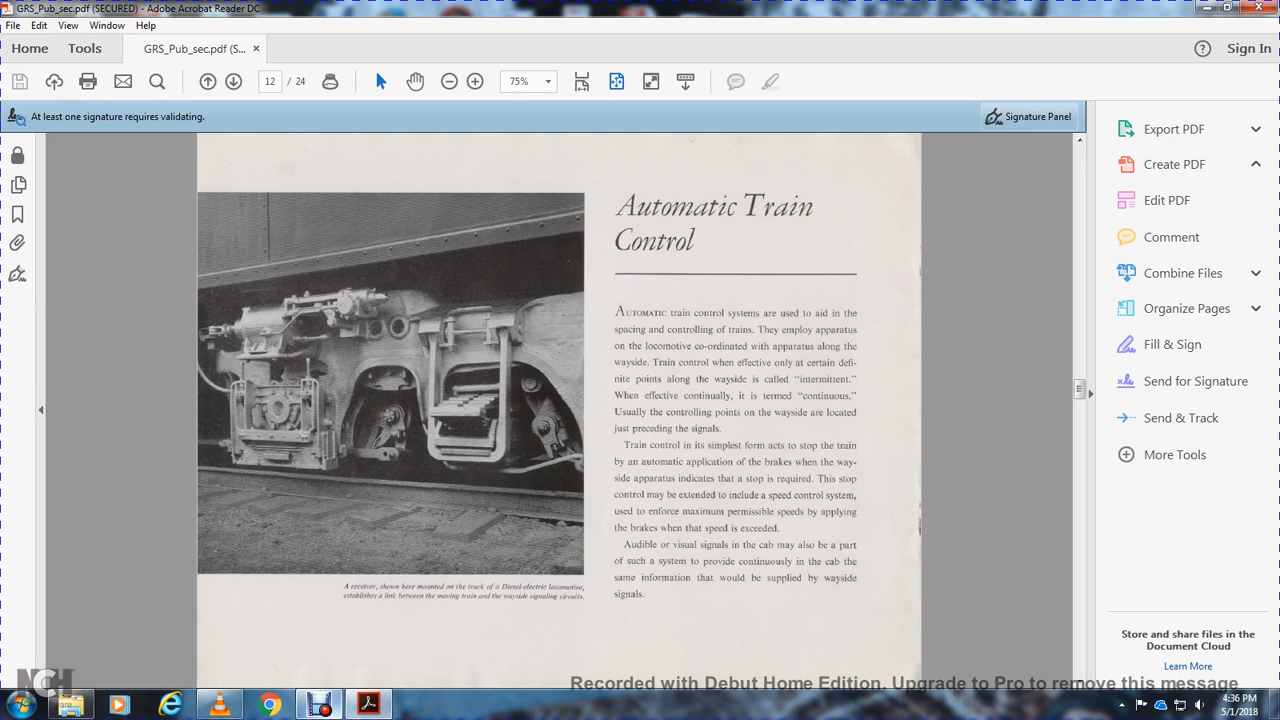 GRS_Pub_sec.pdf (SECURED) - Adobe Acrobat Reader DC
File Edit View Window Help
Home Tools GRS_Pub_sec.pdf (S... × ? Sign In
12 / 24 75%
At least one signature requires validating. Signature Panel
Automatic Train
Control
AUTOMATIC train control systems are used to aid in the
spacing and controlling of trains. They employ apparatus
on the locomotive co-ordinated with apparatus along the
wayside. Train control when effective only at certain defi-
nite points along the wayside is called “intermittent.”
When effective continually, it is termed “continuous.”
Usually the controlling points on the wayside are located
just preceding the signals.
Train control in its simplest form acts to stop the train
by an automatic application of the brakes when the way-
side apparatus indicates that a stop is required. This stop
control may be extended to include a speed control system,
used to enforce maximum permissible speeds by applying
the brakes when that speed is exceeded.
Audible or visual signals in the cab may also be a part
of such a system to provide continuously in the cab the
same information that would be supplied by wayside
signals.
A receiver, shown here mounted on the truck of a Diesel-electric locomotive,
establishes a link between the moving train and the wayside signaling circuits.
Export PDF
Create PDF
Edit PDF
Comment
Combine Files
Organize Pages
Fill & Sign
Send for Signature
Send & Track
More Tools
Store and share files in the
Document Cloud
Learn More
NCH
Recorded with Debut Home Edition. Upgrade to Pro to remove this message
4:36 PM
5/1/2018